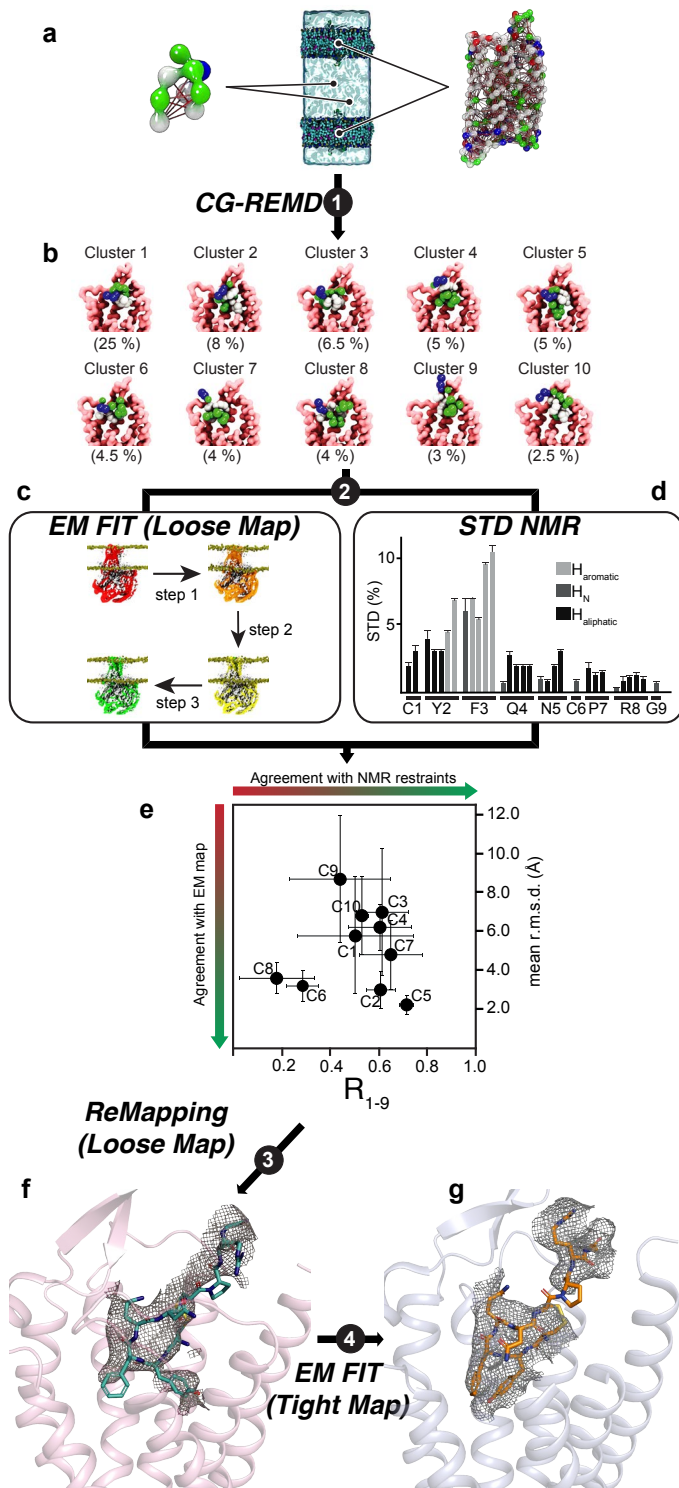 a
CG-REMD 1
b
Cluster 1 Cluster 2 Cluster 3 Cluster 4 Cluster 5
(25 %) (8 %) (6.5 %) (5 %) (5 %)
Cluster 6 Cluster 7 Cluster 8 Cluster 9 Cluster 10
(4.5 %) (4 %) (4 %) (3 %) (2.5 %)
2
c
EM FIT (Loose Map)
step 1
step 2
step 3
d
STD NMR
STD (%)
10
5
Haromatic
HN
Haliphatic
C1 Y2 F3 Q4 N5 C6 P7 R8 G9
Agreement with NMR restraints
e
Agreement with EM map
12.0
10.0
8.0
6.0
4.0
2.0
mean r.m.s.d. (Å)
C9
C3
C10
C4
C1
C7
C8
C6
C2
C5
0.2 0.4 0.6 0.8 1.0
R1-9
ReMapping
(Loose Map)
3
f
g
4
EM FIT
(Tight Map)